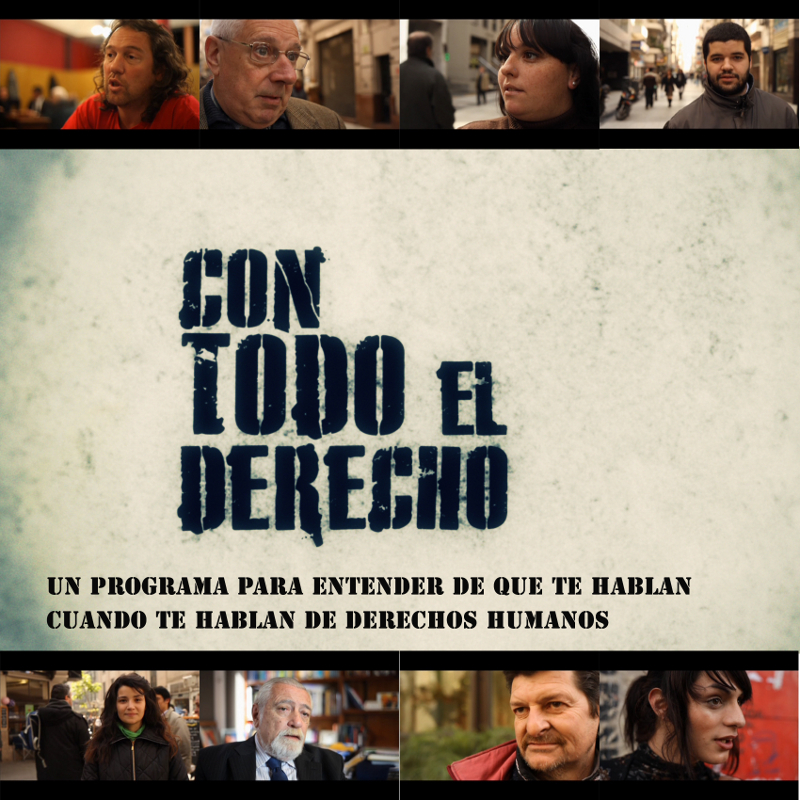 CON
TODO EL
DERECHO
UN PROGRAMA PARA ENTENDER DE QUE TE HABLAN
CUANDO TE HABLAN DE DERECHOS HUMANOS